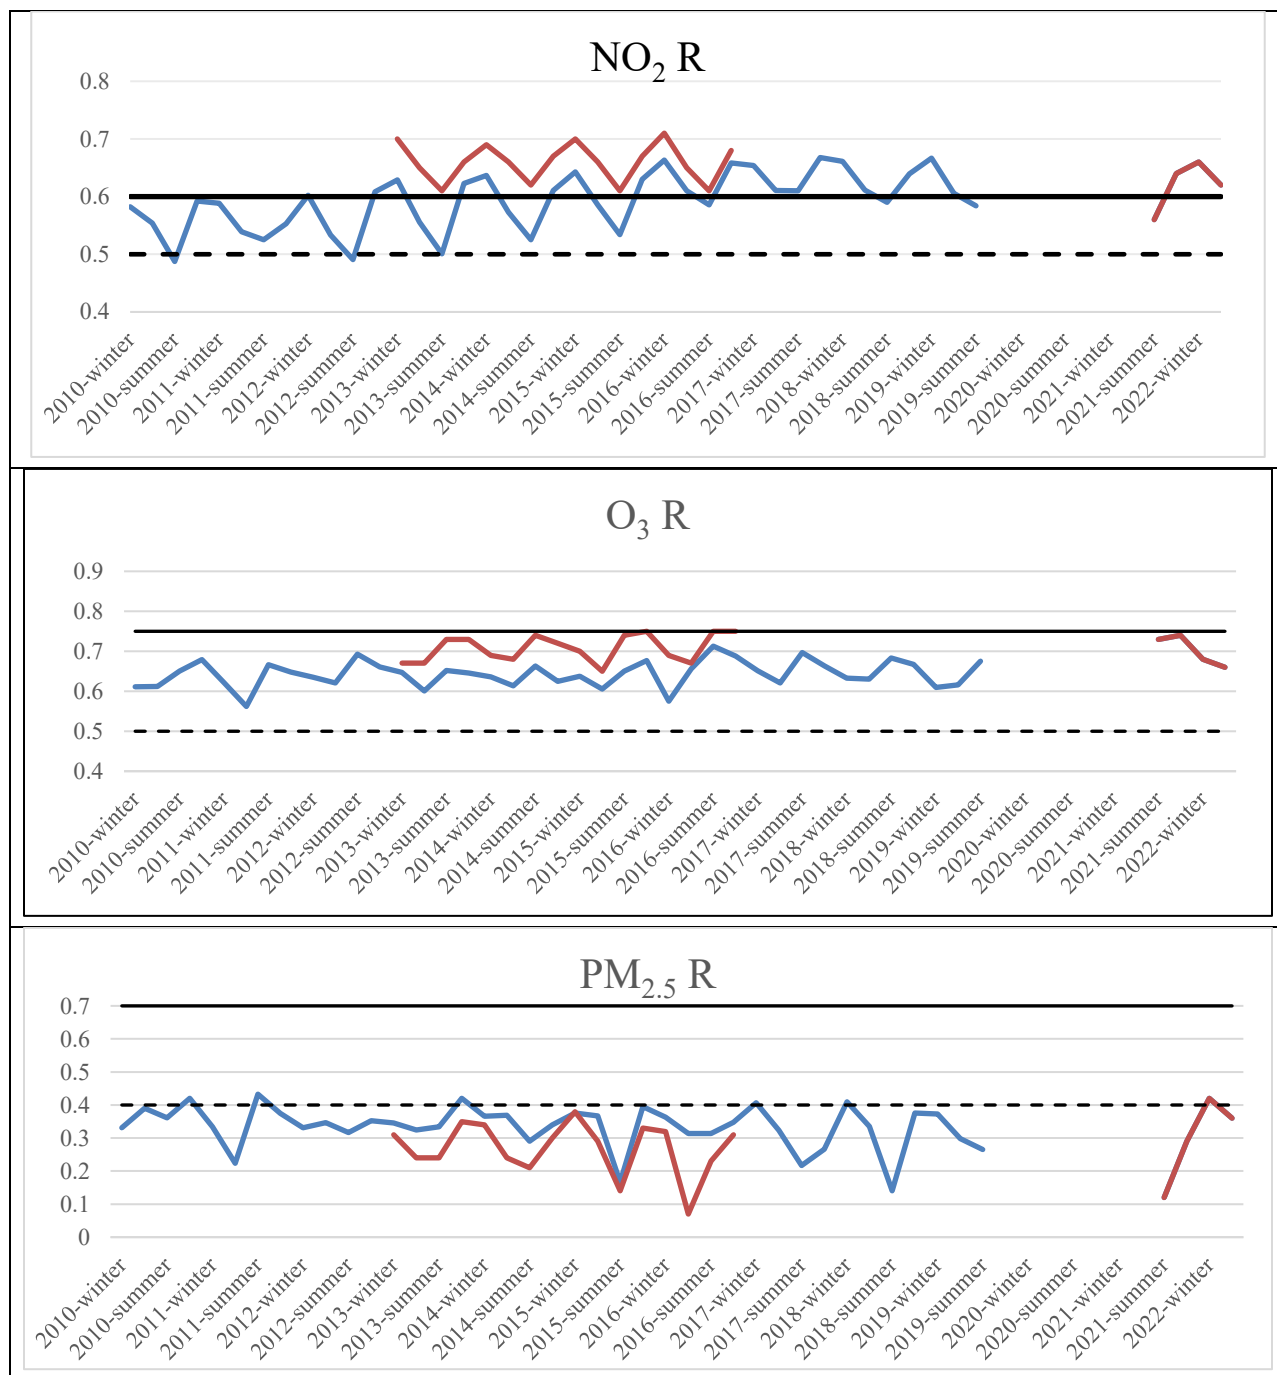 NO₂ R
0.8
0.7
0.6
0.5
0.4
2010-winter
2010-summer
2011-winter
2011-summer
2012-winter
2012-summer
2013-winter
2013-summer
2014-winter
2014-summer
2015-winter
2015-summer
2016-winter
2016-summer
2017-winter
2017-summer
2018-winter
2018-summer
2019-winter
2019-summer
2020-winter
2020-summer
2021-winter
2021-summer
2022-winter
O₃ R
0.9
0.8
0.7
0.6
0.5
0.4
2010-winter
2010-summer
2011-winter
2011-summer
2012-winter
2012-summer
2013-winter
2013-summer
2014-winter
2014-summer
2015-winter
2015-summer
2016-winter
2016-summer
2017-winter
2017-summer
2018-winter
2018-summer
2019-winter
2019-summer
2020-winter
2020-summer
2021-winter
2021-summer
2022-winter
PM₂.₅ R
0.7
0.6
0.5
0.4
0.3
0.2
0.1
0
2010-winter
2010-summer
2011-winter
2011-summer
2012-winter
2012-summer
2013-winter
2013-summer
2014-winter
2014-summer
2015-winter
2015-summer
2016-winter
2016-summer
2017-winter
2017-summer
2018-winter
2018-summer
2019-winter
2019-summer
2020-winter
2020-summer
2021-winter
2021-summer
2022-winter